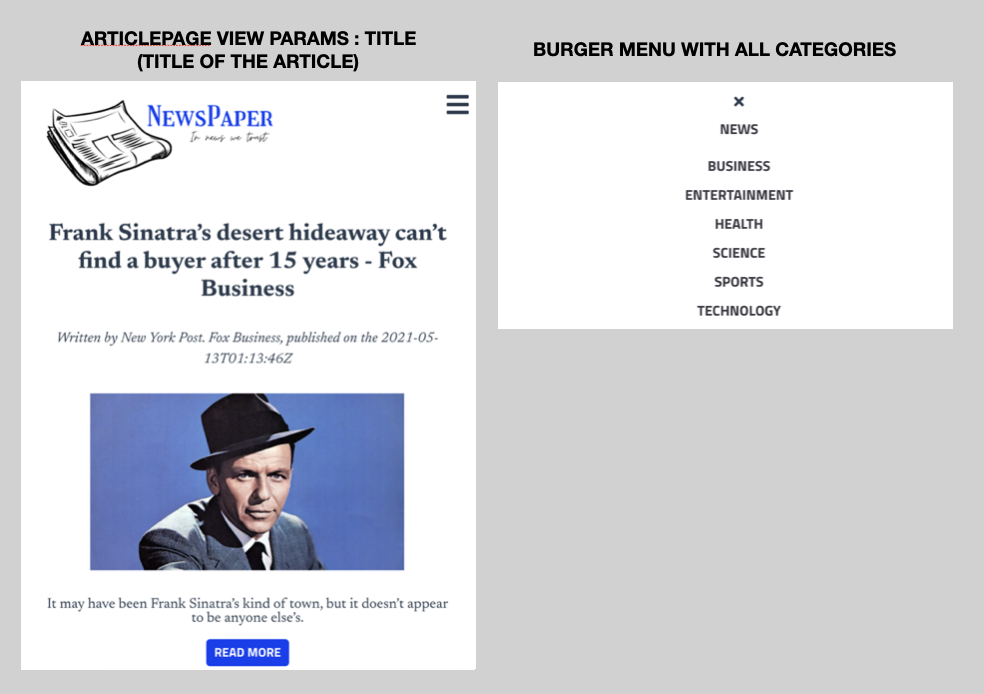 ARTICLEPAGE VIEW PARAMS : TITLE
(TITLE OF THE ARTICLE)
NEWSPAPER
In news we trust
Frank Sinatra’s desert hideaway can’t
find a buyer after 15 years - Fox
Business
Written by New York Post. Fox Business, published on the 2021-05-
13T01:13:46Z
It may have been Frank Sinatra’s kind of town, but it doesn’t appear
to be anyone else’s.
READ MORE
BURGER MENU WITH ALL CATEGORIES
NEWS
BUSINESS
ENTERTAINMENT
HEALTH
SCIENCE
SPORTS
TECHNOLOGY